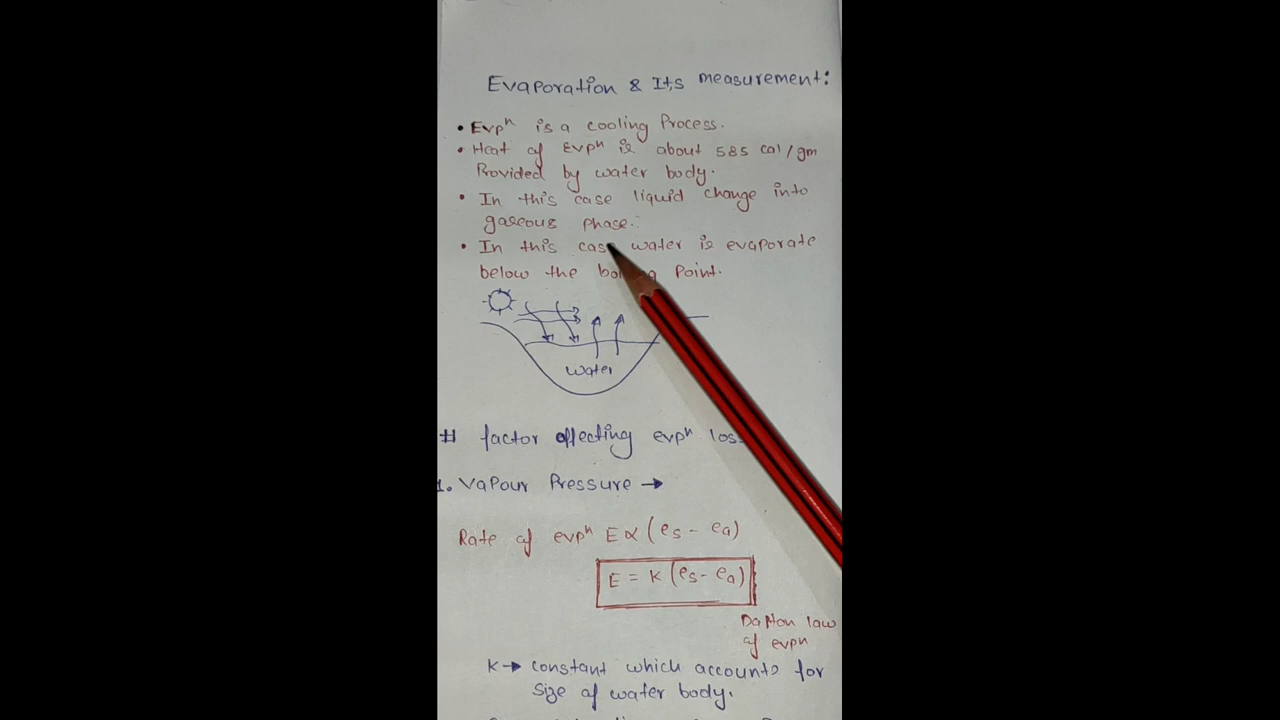 Evaporation & Its measurement:
• Evpⁿ is a cooling Process.
• Heat of Evpⁿ is about 585 cal/gm
Provided by water body.
• In this case liquid change into
gaseous phase.
• In this case water is evaporate
below the Point.
water
# factor affecting evpⁿ
1. Vapour Pressure →
Rate of evpⁿ E ∝ (es - ea)
E = K (es - ea)
Dalton law
of evpⁿ
K → constant which accounts for
size of water body.